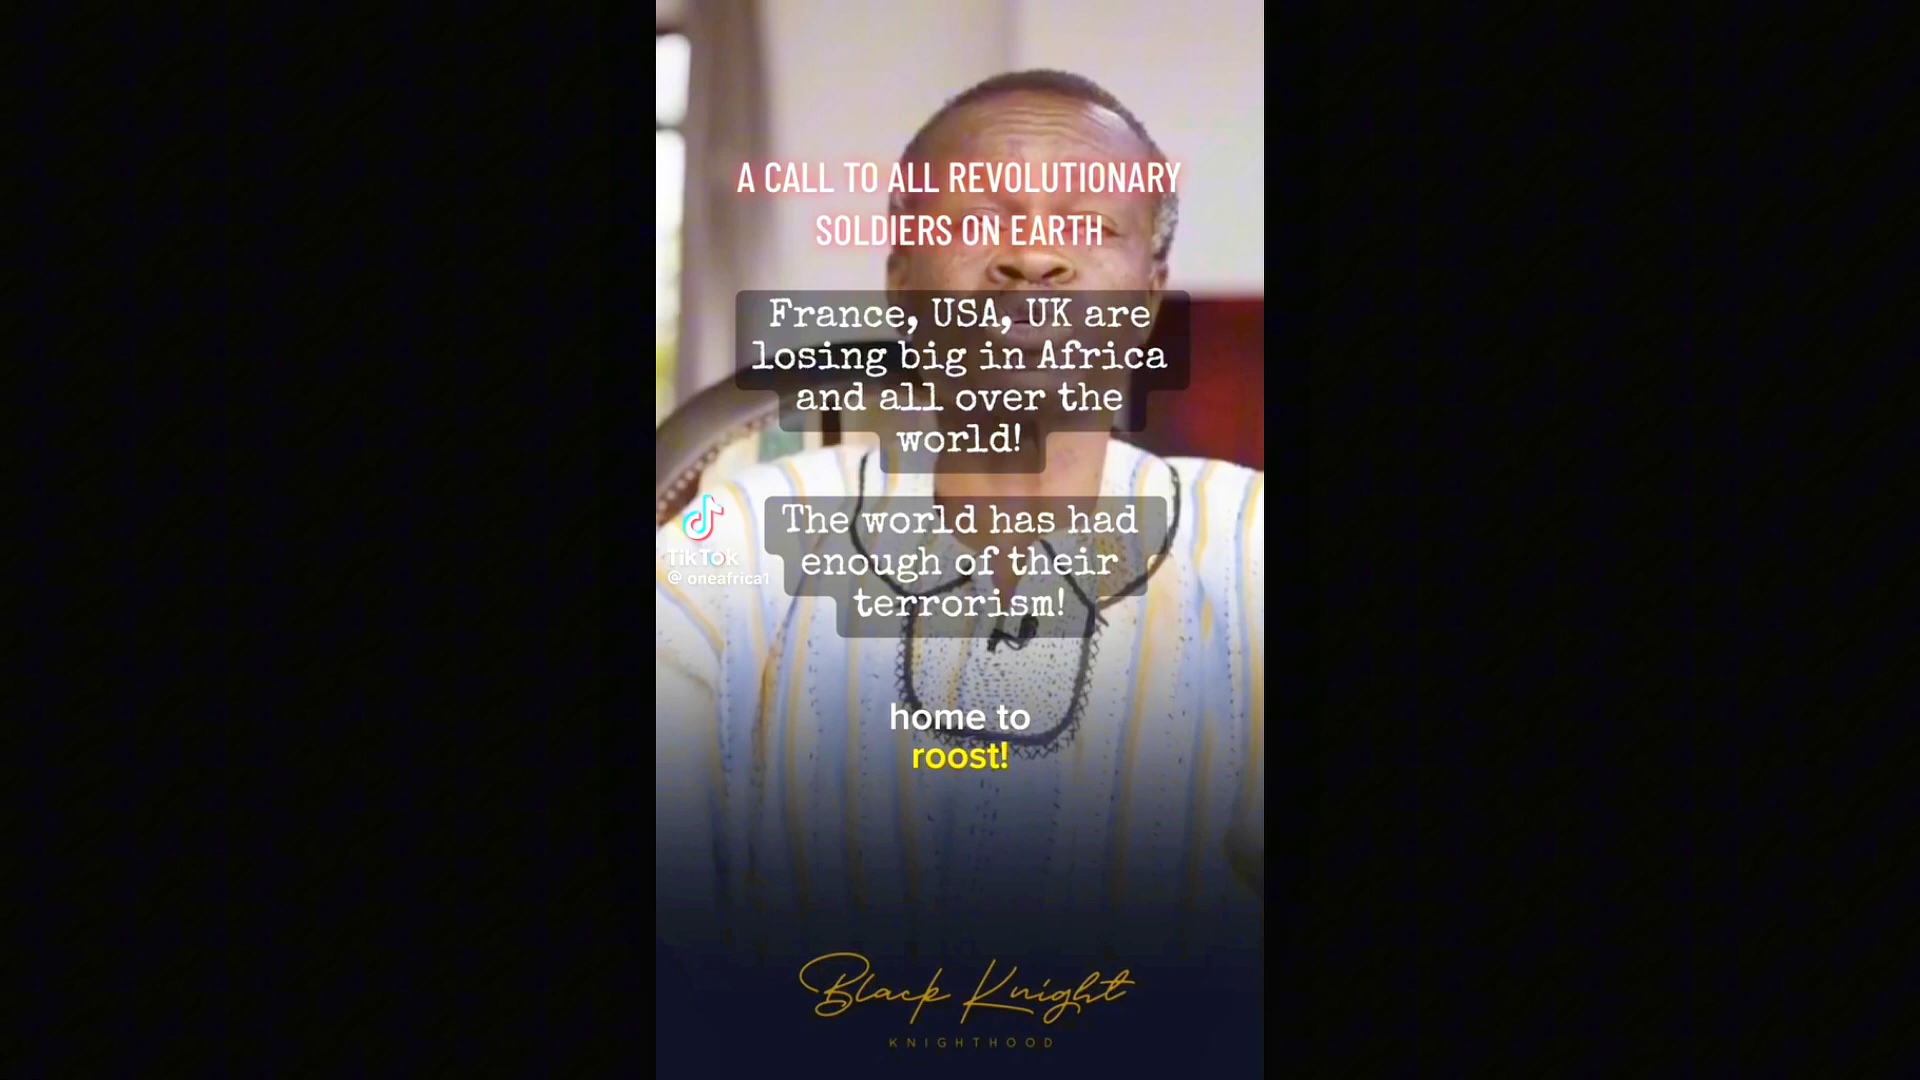 A CALL TO ALL REVOLUTIONARY
SOLDIERS ON EARTH
France, USA, UK are
losing big in Africa
and all over the
world!
The world has had
enough of their
terrorism!
TikTok
@ oneafrica1
home to
roost!
Black Knight
KNIGHTHOOD